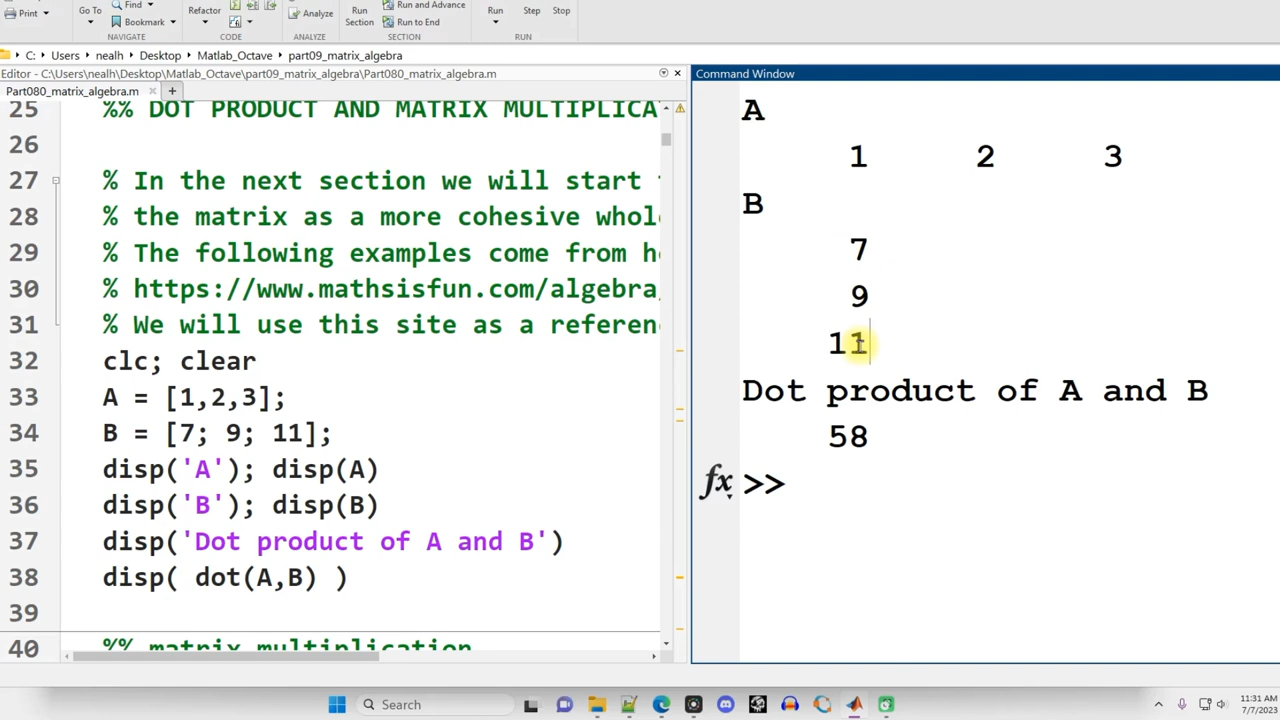 Find
Run and Advance
Print
Go To
Bookmark
Refactor
Analyze
Run
Section
Run to End
Run
Step
Stop
NAVIGATE
CODE
ANALYZE
SECTION
RUN
C: Users nealh Desktop Matlab_Octave part09_matrix_algebra
Editor - C:\Users\nealh\Desktop\Matlab_Octave\part09_matrix_algebra\Part080_matrix_algebra.m
Part080_matrix_algebra.m
25 %% DOT PRODUCT AND MATRIX MULTIPLICA
26
27 % In the next section we will start
28 % the matrix as a more cohesive whol
29 % The following examples come from h
30 % https://www.mathsisfun.com/algebra
31 % We will use this site as a referen
32 clc; clear
33 A = [1,2,3];
34 B = [7; 9; 11];
35 disp('A'); disp(A)
36 disp('B'); disp(B)
37 disp('Dot product of A and B')
38 disp( dot(A,B) )
39
40 %% matrix multiplication
Command Window
A
1 2 3
B
7
9
11
Dot product of A and B
58
fx >>
Search
11:31 AM
7/7/2023